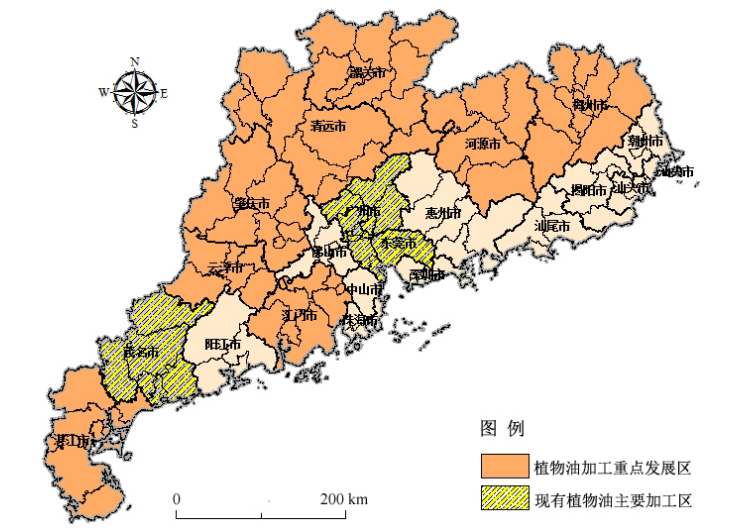 N
W E
S
韶关市
梅州市
清远市
河源市
潮州市
汕头市
揭阳市 汕头市
肇庆市
惠州市
汕尾市
东莞市
佛山市
云浮市
深圳市
中山市
江门市
珠海市
阳江市
茂名市
湛江市
图 例
植物油加工重点发展区
现有植物油主要加工区
0 200 km